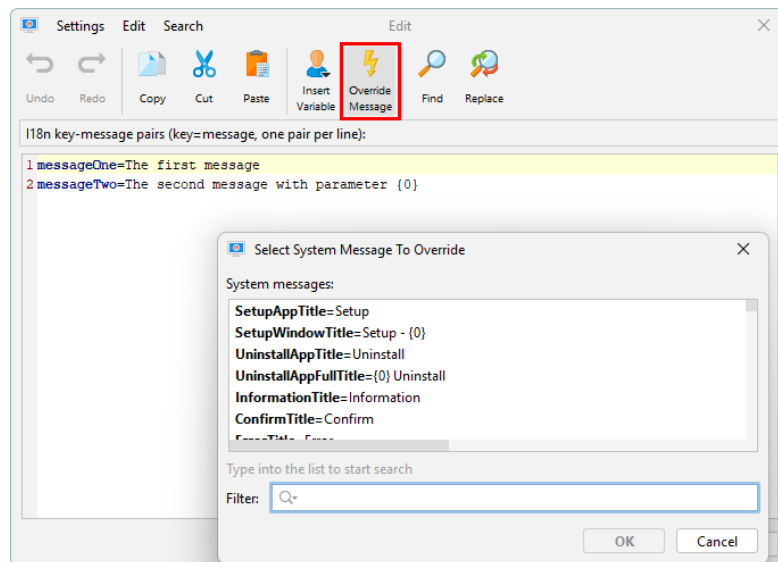 Settings Edit Search Edit
Undo Redo Copy Cut Paste Insert Variable Override Message Find Replace
I18n key-message pairs (key=message, one pair per line):
1 messageOne=The first message
2 messageTwo=The second message with parameter {0}
Select System Message To Override
System messages:
SetupAppTitle=Setup
SetupWindowTitle=Setup - {0}
UninstallAppTitle=Uninstall
UninstallAppFullTitle={0} Uninstall
InformationTitle=Information
ConfirmTitle=Confirm
ErrorTitle=Error
Type into the list to start search
Filter:
OK Cancel